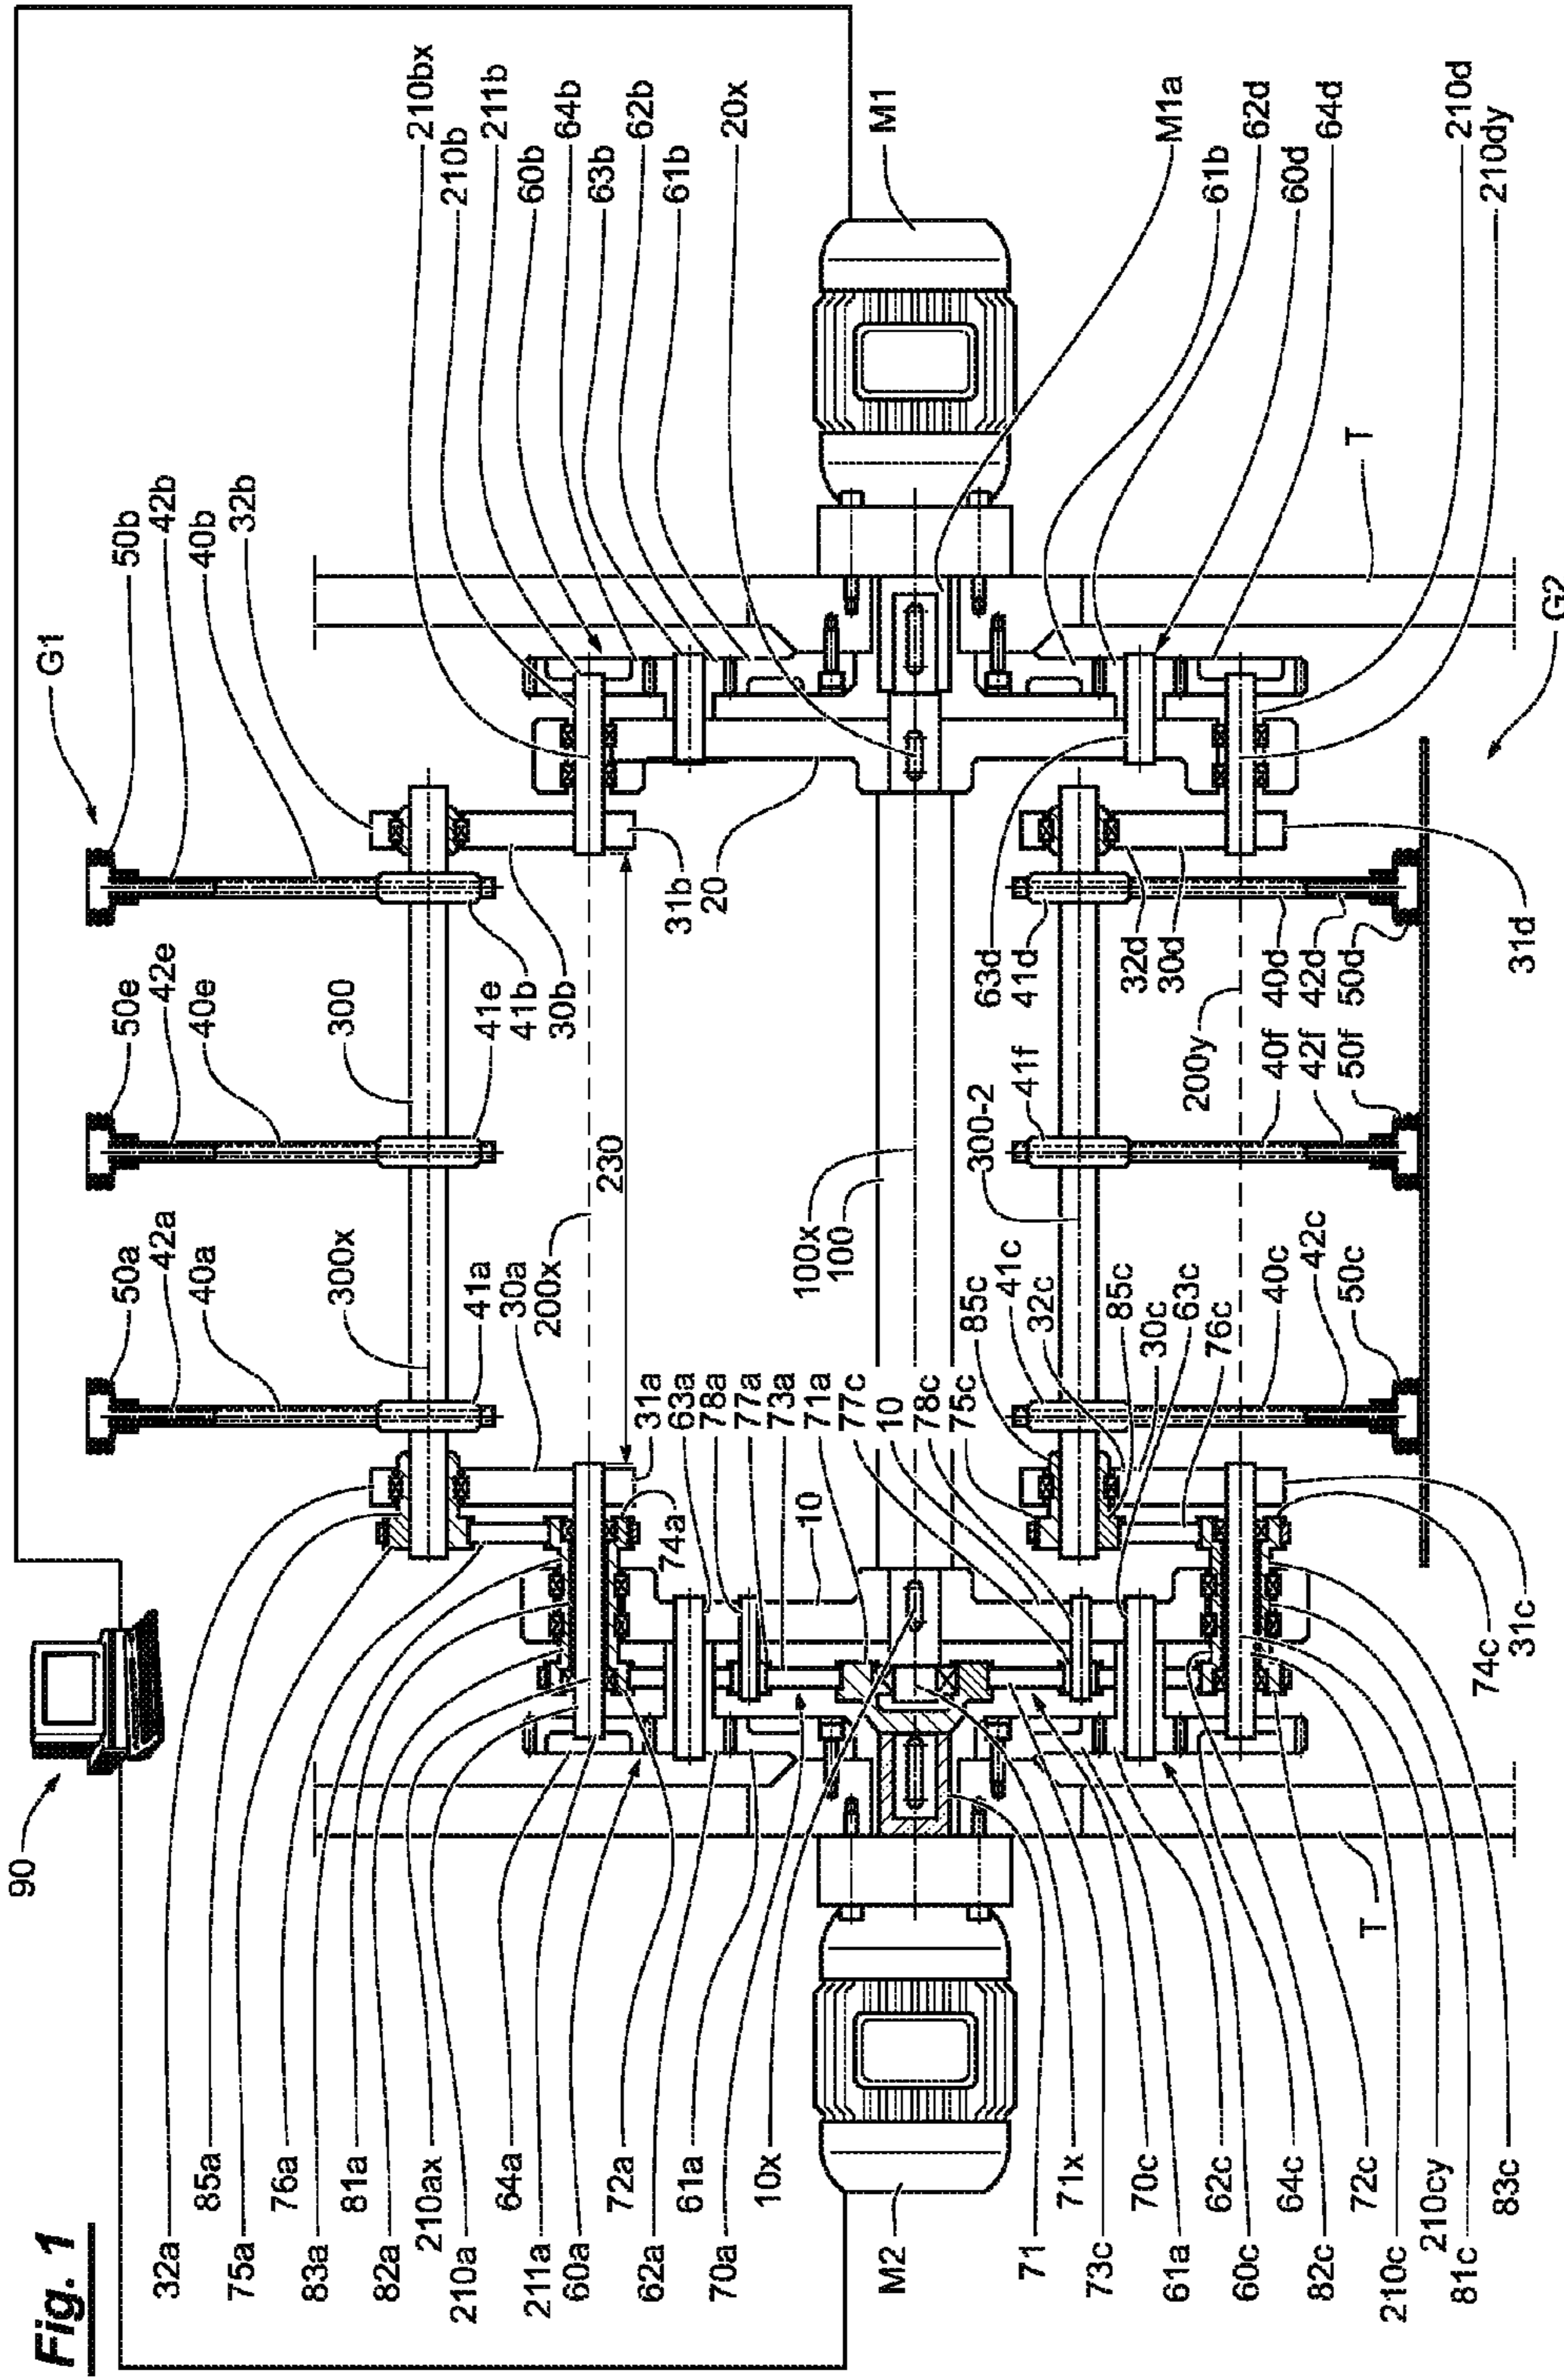 Fig. 1
90
32a
85a
75a
76a
83a
81a
82a
210ax
210a
64a
211a
60a
72a
62a
61a
70a
10x
M2
71
71x
73c
70c
61a
62c
60c
64c
82c
72c
210c
210cy
81c
83c
50a
42a
40a
300x
41a
30a
200x
31a
63a
78a
77a
73a
71a
77c
10
78c
75c
74a
10
50e
42e
40e
300
41e
41b
30b
230
31b
20
100x
100
G1
50b
42b
40b
32b
210bx
210b
211b
60b
64b
63b
62b
61b
20x
M1
M1a
61b
62d
60d
64d
210d
210dy
T
T
85c
41c
32c
85c
30c
63c
76c
40c
42c
50c
74c
31c
300-2
41f
200y
40f
42f
50f
63d
41d
32d
30d
40d
42d
50d
31d
G2